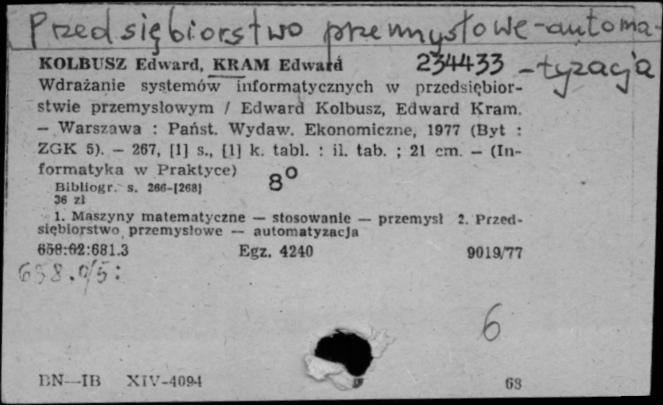 Przedsiębiorstwo przemysłowe-automa-
tyzacja
KOLBUSZ Edward, KRAM Edward 234433
Wdrażanie systemów informatycznych w przedsiębior-
stwie przemysłowym / Edward Kolbusz, Edward Kram.
— Warszawa : Państ. Wydaw. Ekonomiczne, 1977 (Byt :
ZGK 5). — 267, [1] s., [1] k. tabl. : il. tab. ; 21 cm. — (In-
formatyka w Praktyce)
8°
Bibliogr. s. 266-[268]
36 zł
1. Maszyny matematyczne — stosowanie — przemysł 2. Przed-
siębiorstwo przemysłowe — automatyzacja
658:62:681.3 Egz. 4240 9019/77
658.0/5:
6
BN—IB XIV-4094 68